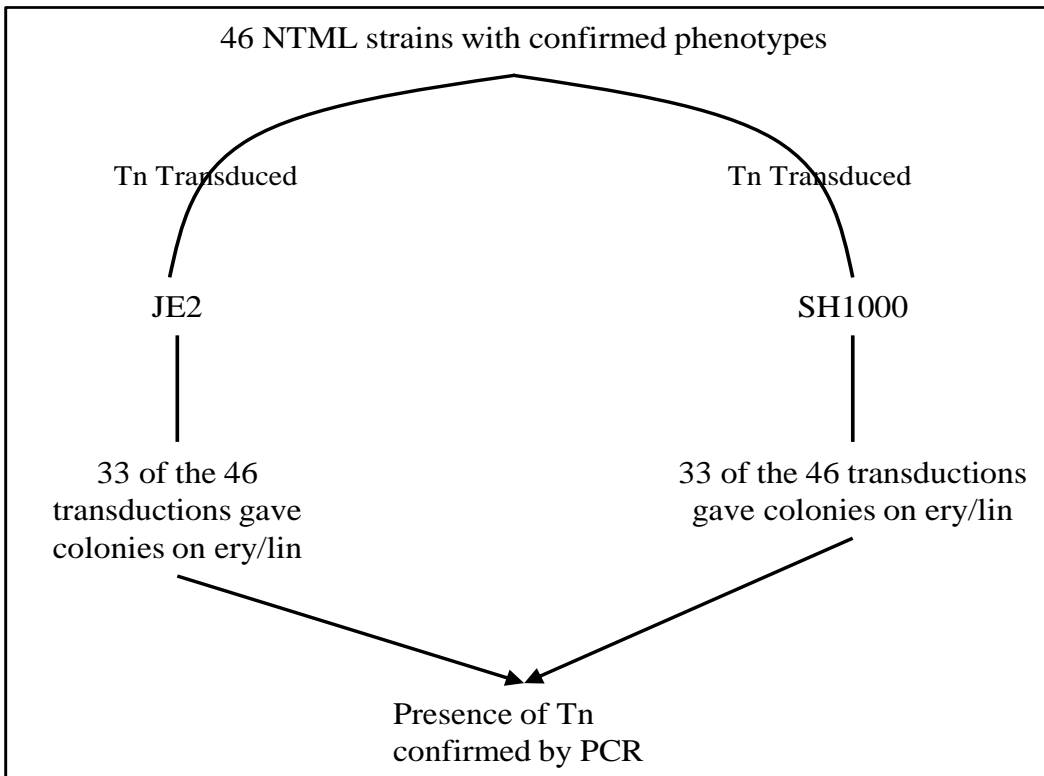 46 NTML strains with confirmed phenotypes
Tn Transduced
Tn Transduced
JE2
SH1000
33 of the 46
transductions gave
colonies on ery/lin
33 of the 46 transductions
gave colonies on ery/lin
Presence of Tn
confirmed by PCR